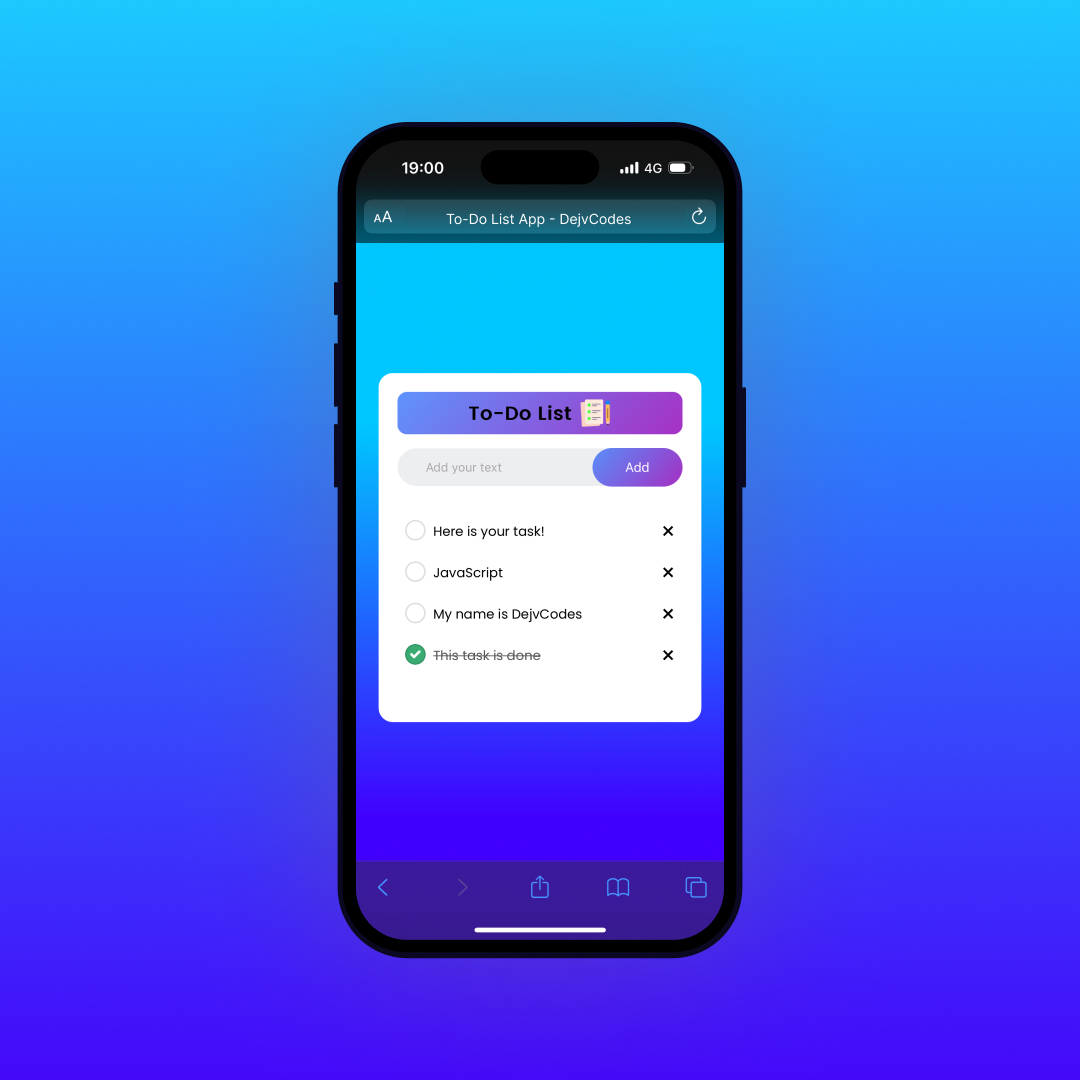 19:00 4G
AA To-Do List App - DejvCodes
To-Do List
Add your text Add
Here is your task!
JavaScript
My name is DejvCodes
This task is done